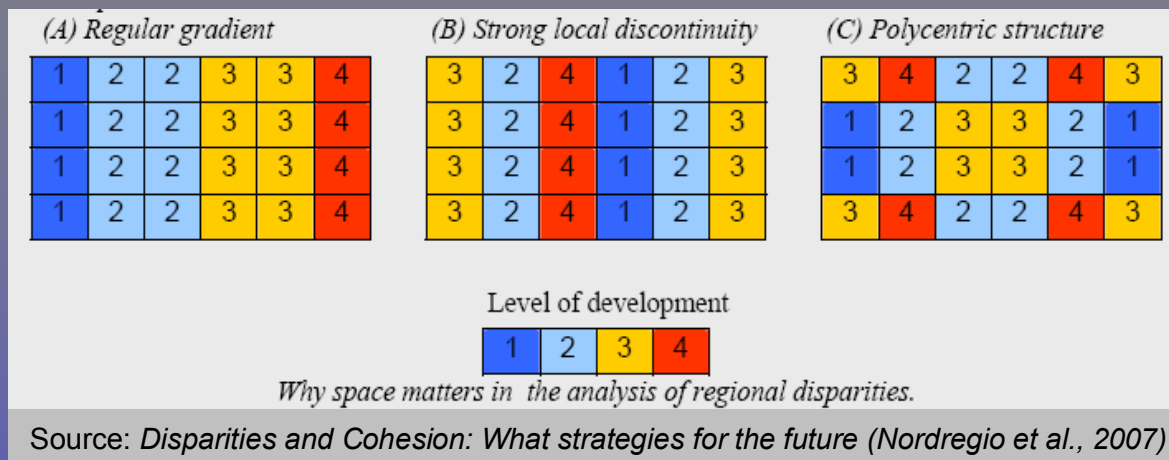 (A) Regular gradient (B) Strong local discontinuity (C) Polycentric structure
1 2 2 3 3 4 3 2 4 1 2 3 3 4 2 2 4 3
1 2 2 3 3 4 3 2 4 1 2 3 1 2 3 3 2 1
1 2 2 3 3 4 3 2 4 1 2 3 1 2 3 3 2 1
1 2 2 3 3 4 3 2 4 1 2 3 3 4 2 2 4 3
Level of development
1 2 3 4
Why space matters in the analysis of regional disparities.
Source: Disparities and Cohesion: What strategies for the future (Nordregio et al., 2007)